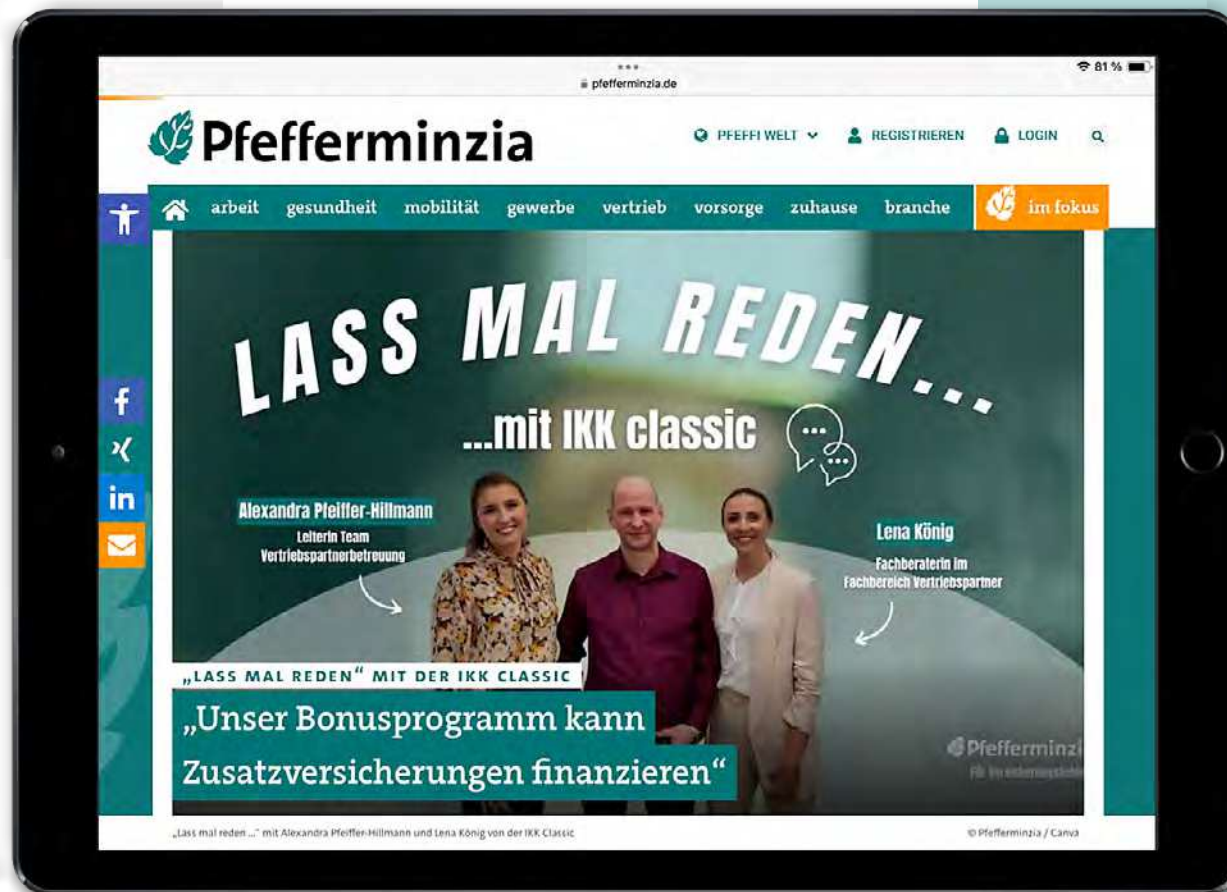 pfefferminzia.de
81 %
Pfefferminzia
PFEFFI WELT
REGISTRIEREN
LOGIN
arbeit gesundheit mobilität gewerbe vertrieb vorsorge zuhause branche im fokus
LASS MAL REDEN...
...mit IKK classic
Alexandra Pfeiffer-Hillmann
Leiterin Team
Vertriebspartnerbetreuung
Lena König
Fachberaterin im
Fachbereich Vertriebspartner
„LASS MAL REDEN“ MIT DER IKK CLASSIC
„Unser Bonusprogramm kann
Zusatzversicherungen finanzieren“
Pfefferminzi
„Lass mal reden ...“ mit Alexandra Pfeiffer-Hillmann und Lena König von der IKK Classic
© Pfefferminzia / Canva